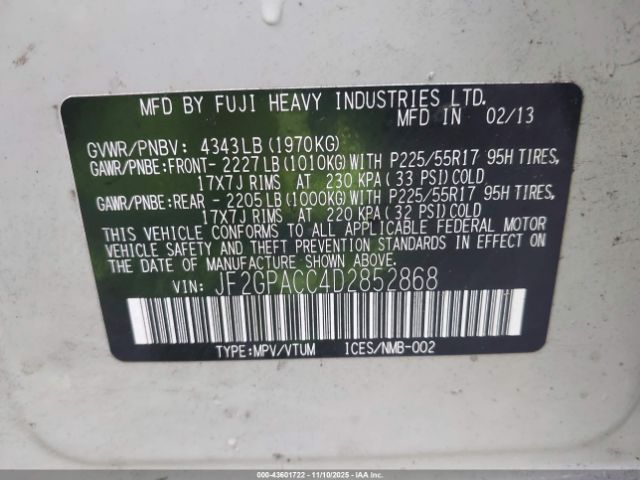 MFD BY FUJI HEAVY INDUSTRIES LTD.
MFD IN 02/13
GVWR/PNBV: 4343LB (1970KG)
GAWR/PNBE:FRONT- 2227LB (1010KG) WITH P225/55R17 95H TIRES,
17X7J RIMS AT 230 KPA (33 PSI) COLD
GAWR/PNBE:REAR - 2205LB (1000KG) WITH P225/55R17 95H TIRES,
17X7J RIMS AT 220 KPA (32 PSI) COLD
THIS VEHICLE CONFORMS TO ALL APPLICABLE FEDERAL MOTOR
VEHICLE SAFETY AND THEFT PREVENTION STANDARDS IN EFFECT
ON THE DATE OF MANUFACTURE SHOWN ABOVE.
VIN: JF2GPACC4D2852868
TYPE:MPV/VTUM ICES/NMB-002
000-43601722 - 11/10/2025 - IAAI.COM